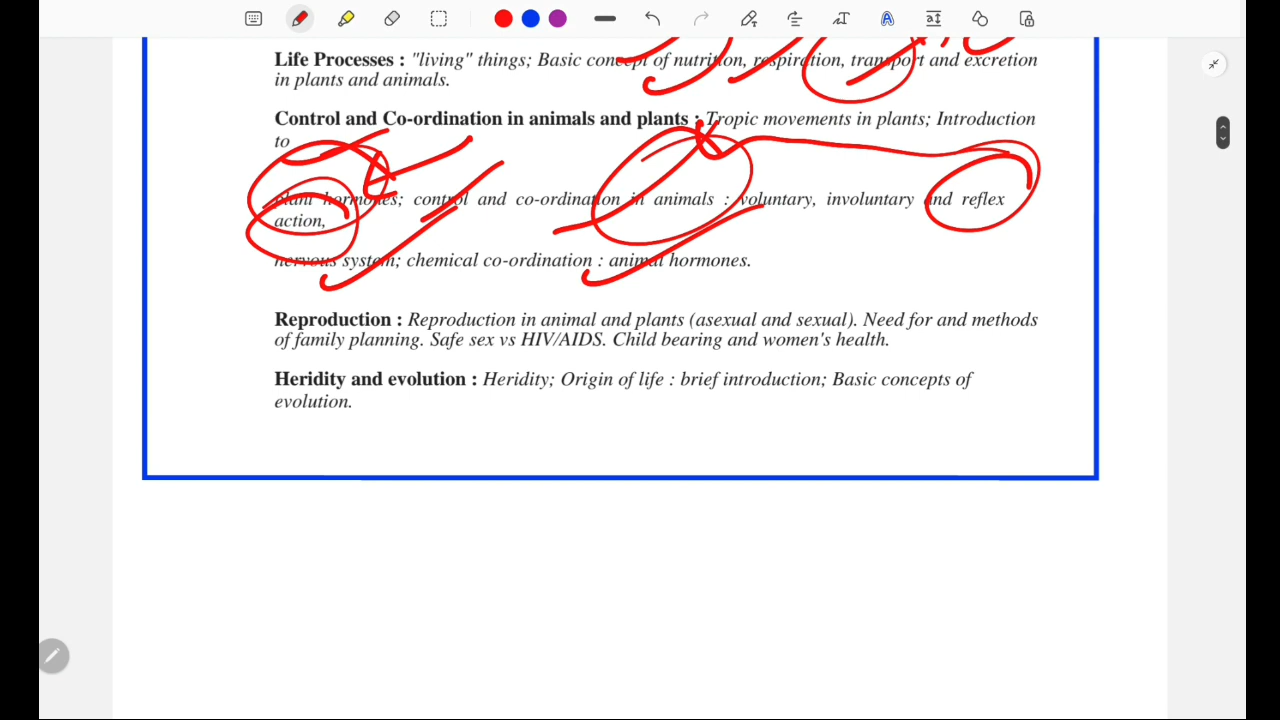 Life Processes : "living" things; Basic concept of nutrition, respiration, transport and excretion
in plants and animals.
Control and Co-ordination in animals and plants : Tropic movements in plants; Introduction
to
plant hormones; control and co-ordination in animals : voluntary, involuntary and reflex
action,
nervous system; chemical co-ordination : animal hormones.
Reproduction : Reproduction in animal and plants (asexual and sexual). Need for and methods
of family planning. Safe sex vs HIV/AIDS. Child bearing and women's health.
Heridity and evolution : Heridity; Origin of life : brief introduction; Basic concepts of
evolution.